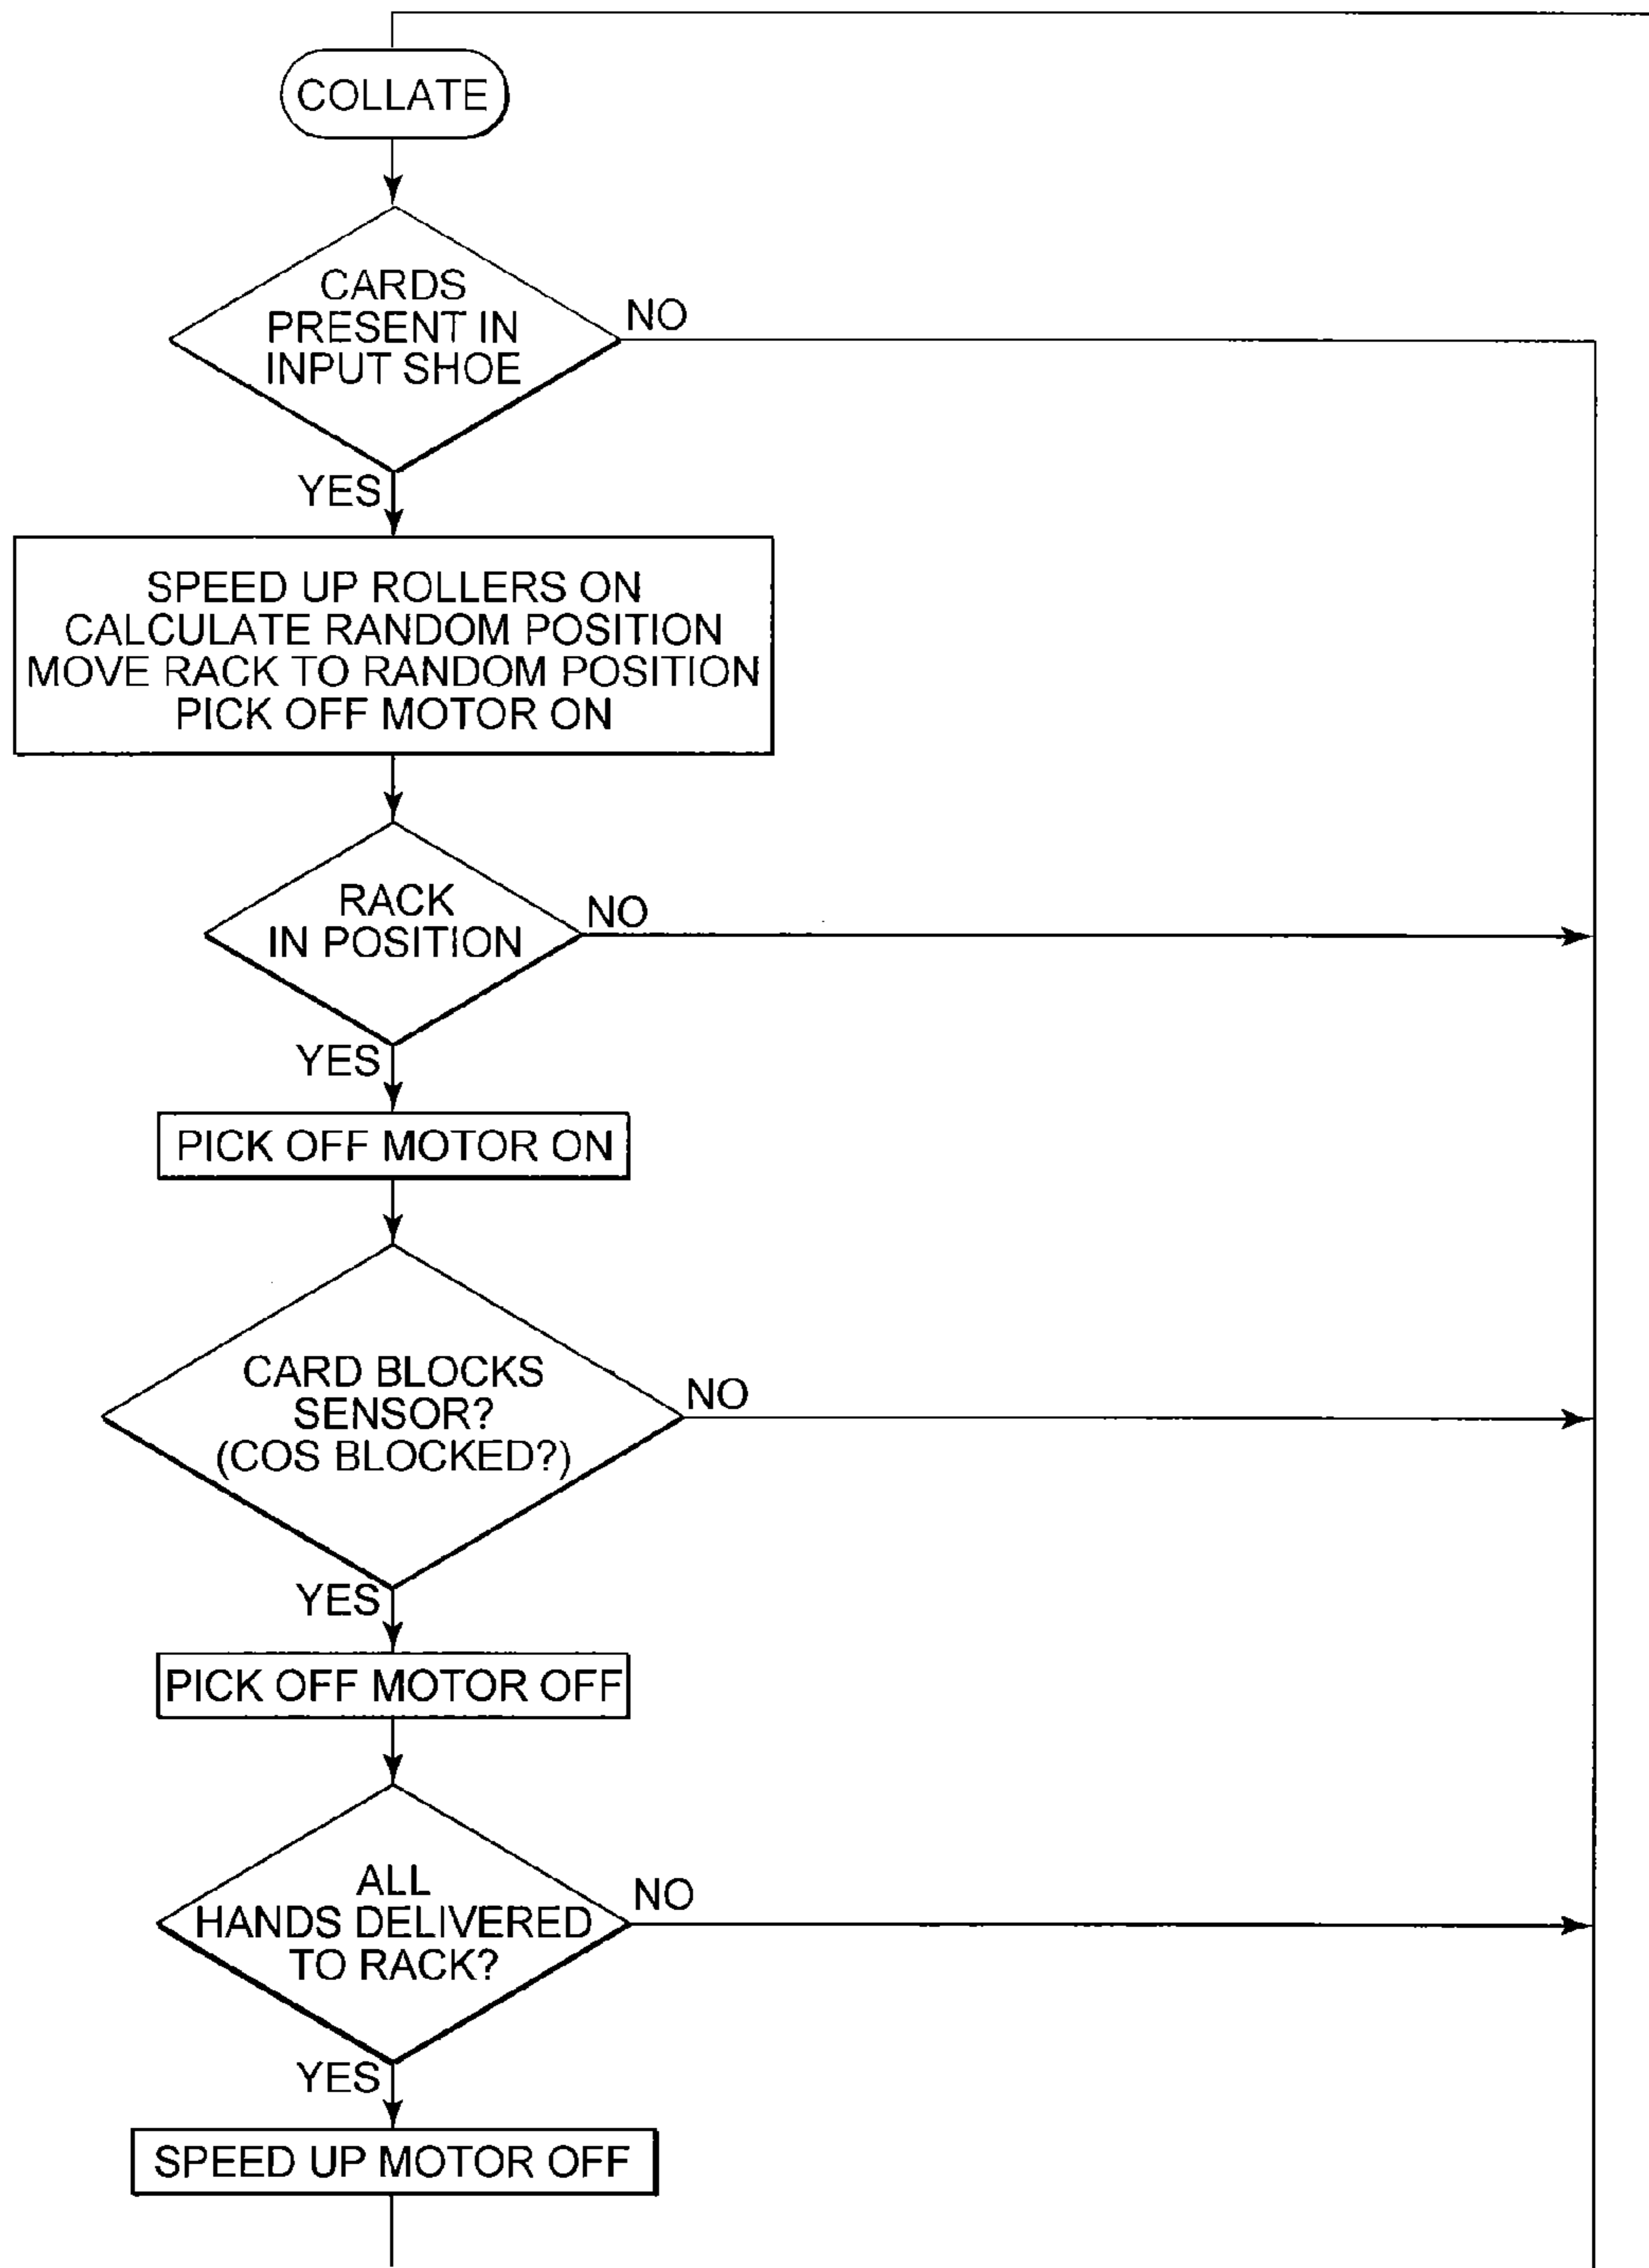 COLLATE
CARDS
PRESENT IN
INPUT SHOE
NO
YES
SPEED UP ROLLERS ON
CALCULATE RANDOM POSITION
MOVE RACK TO RANDOM POSITION
PICK OFF MOTOR ON
RACK
IN POSITION
NO
YES
PICK OFF MOTOR ON
CARD BLOCKS
SENSOR?
(COS BLOCKED?)
NO
YES
PICK OFF MOTOR OFF
ALL
HANDS DELIVERED
TO RACK?
NO
YES
SPEED UP MOTOR OFF